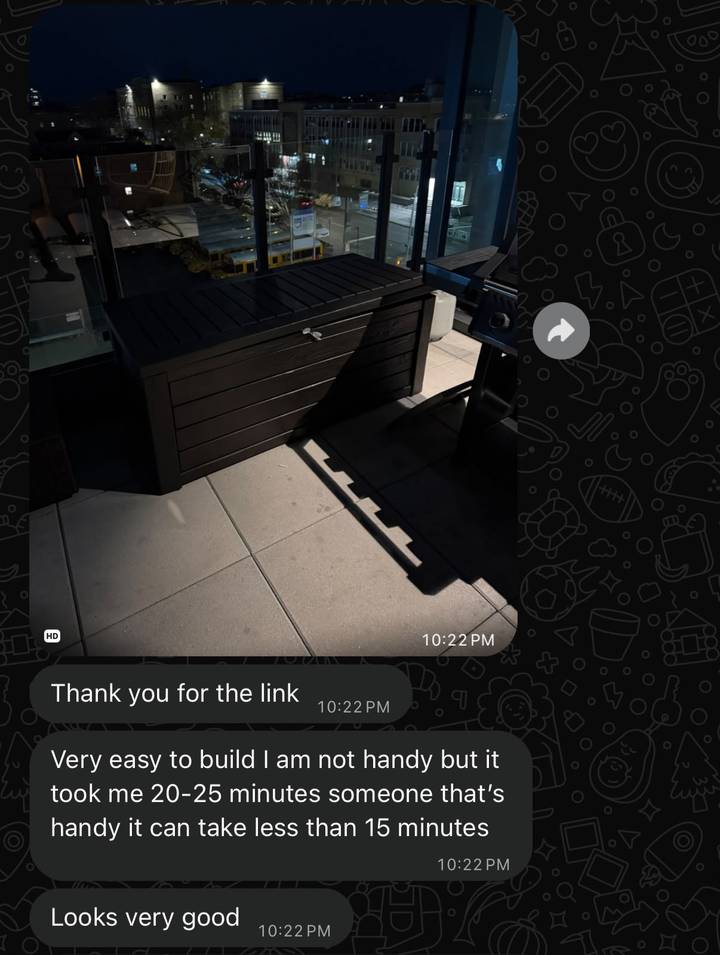 HD
10:22 PM
Thank you for the link
10:22 PM
Very easy to build I am not handy but it
took me 20-25 minutes someone that’s
handy it can take less than 15 minutes
10:22 PM
Looks very good
10:22 PM